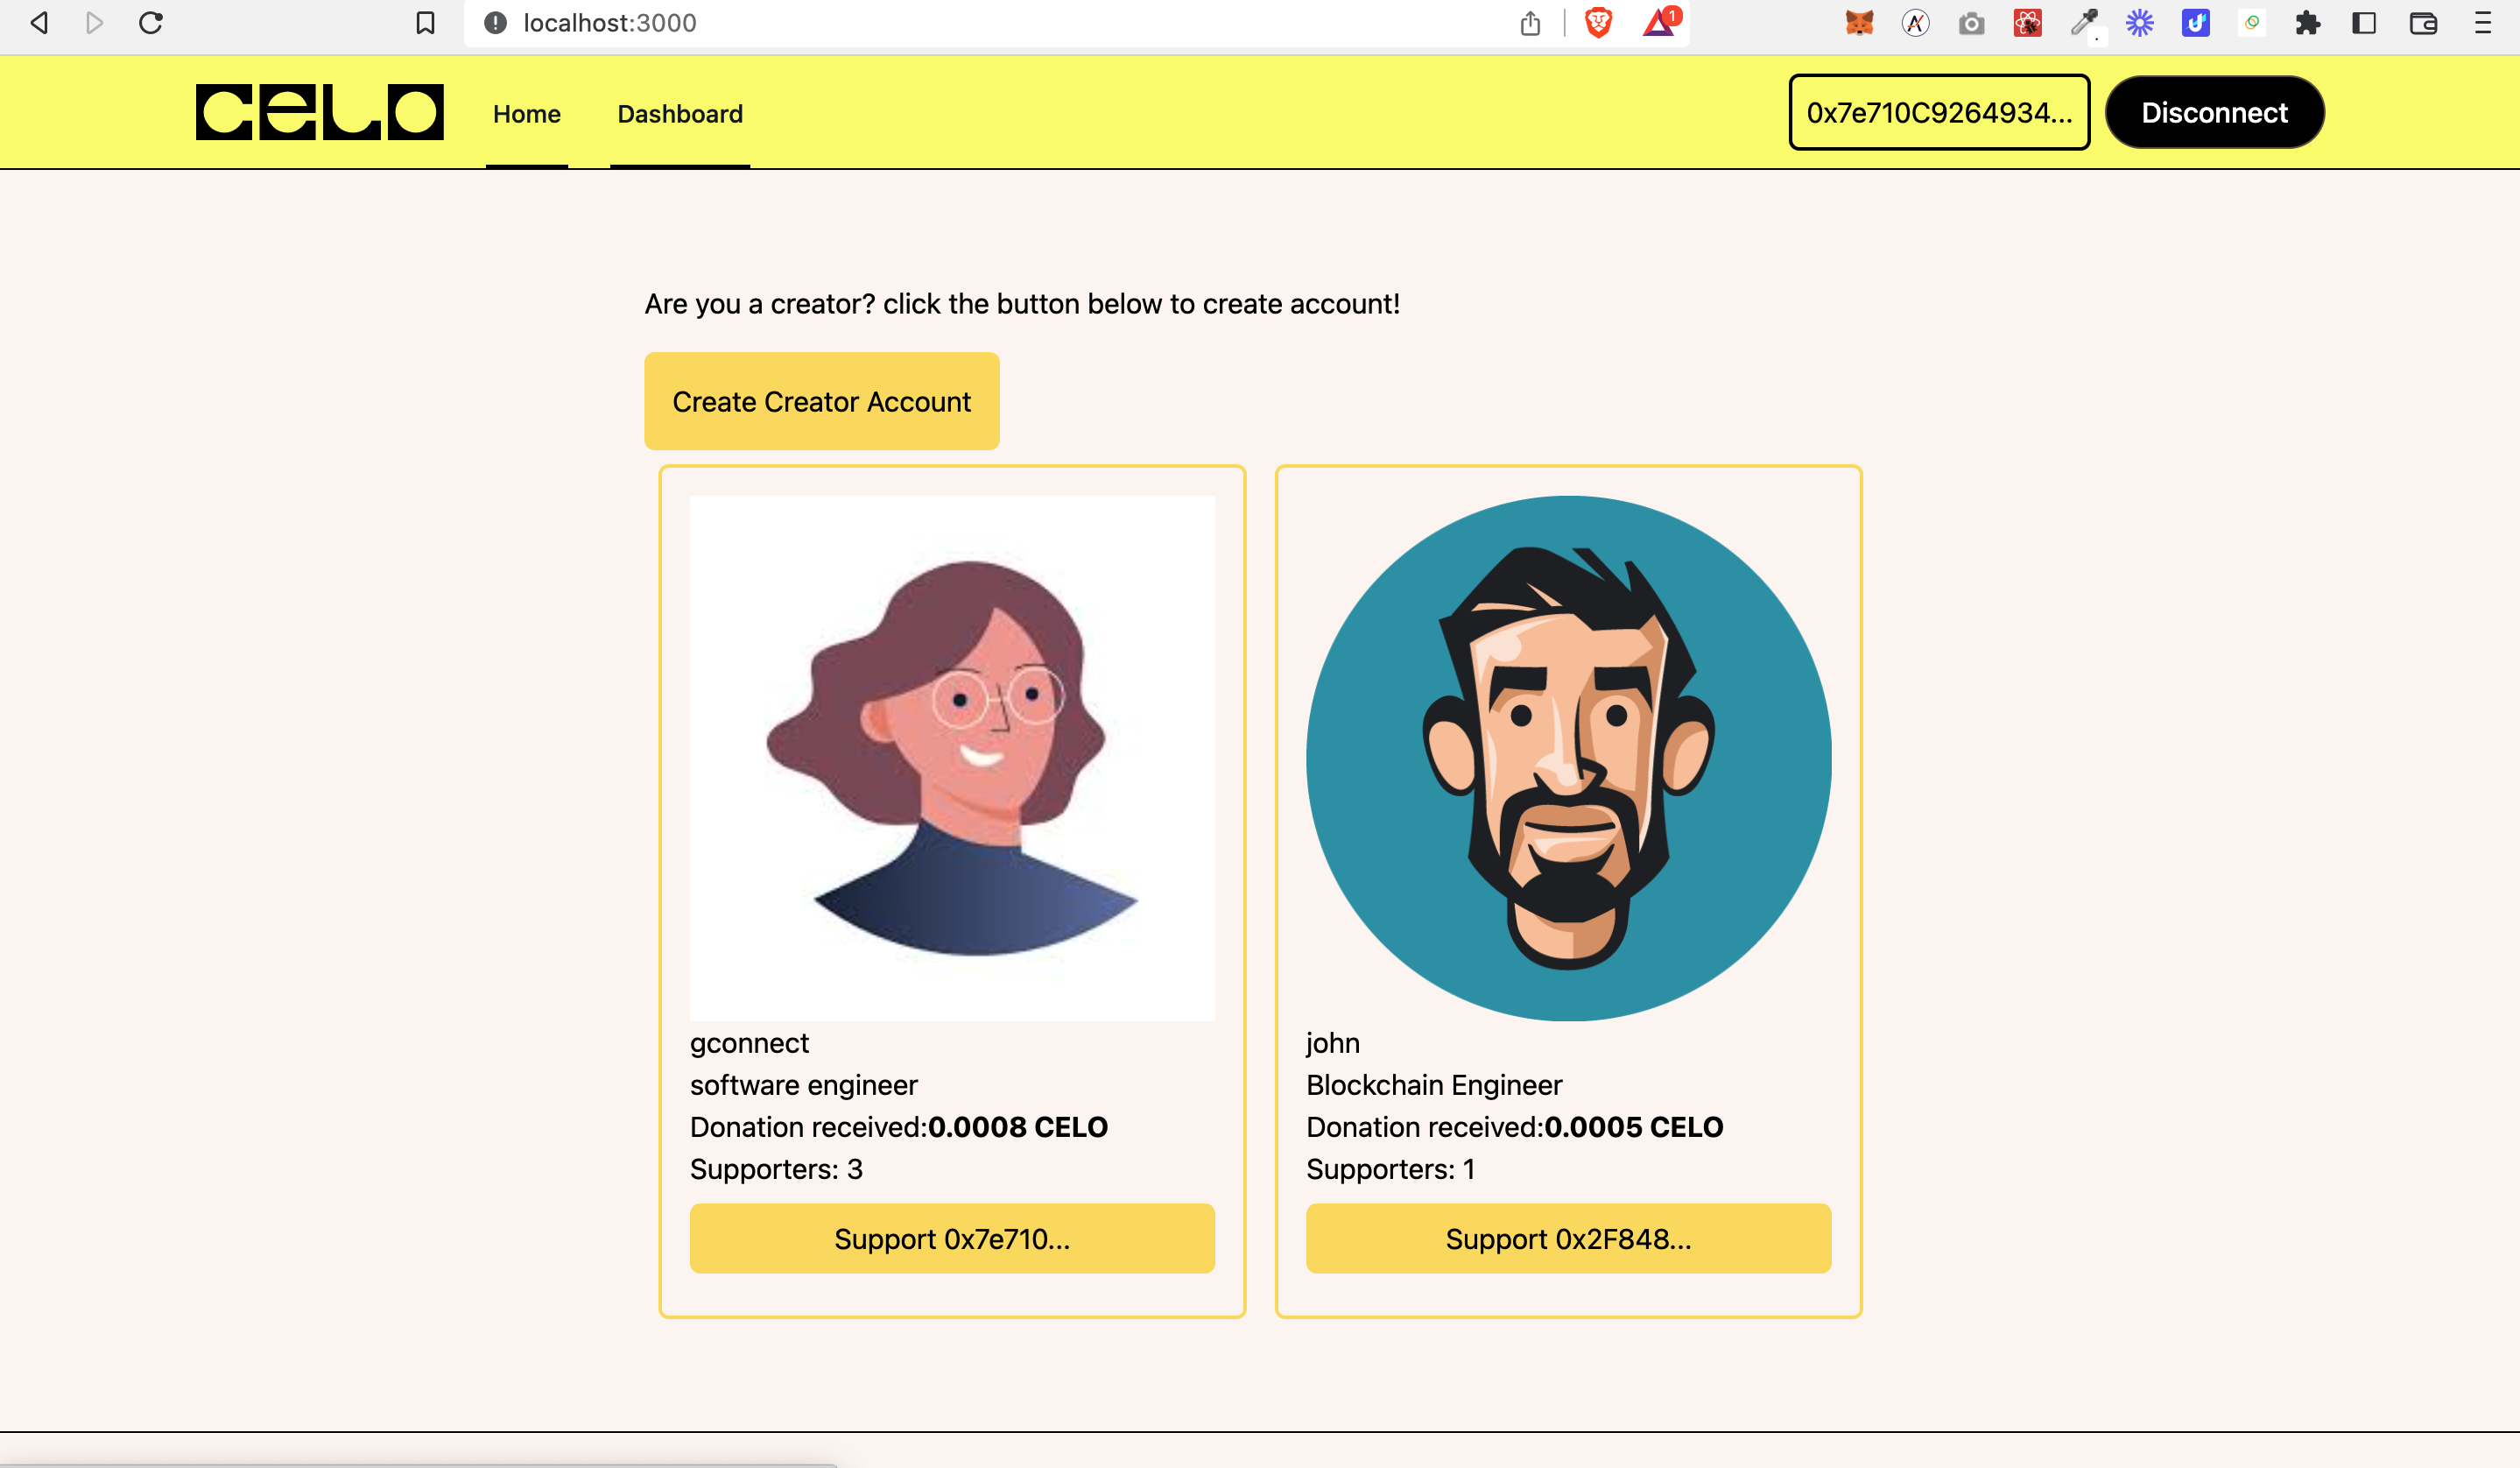 localhost:3000
1
CELO
Home
Dashboard
0x7e710C9264934...
Disconnect
Are you a creator? click the button below to create account!
Create Creator Account
gconnect
software engineer
Donation received:0.0008 CELO
Supporters: 3
Support 0x7e710...
john
Blockchain Engineer
Donation received:0.0005 CELO
Supporters: 1
Support 0x2F848...